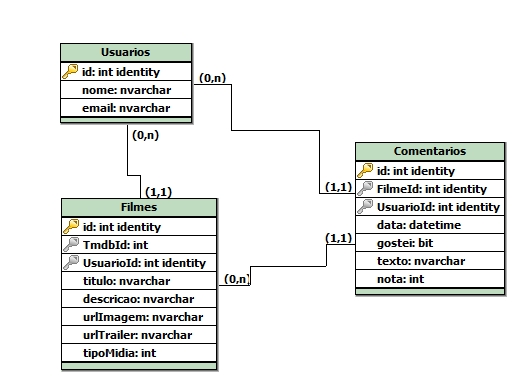 Usuarios
id: int identity
nome: nvarchar
email: nvarchar
(0,n)
(0,n)
(1,1)
Filmes
id: int identity
TmdbId: int
UsuarioId: int identity
titulo: nvarchar
descricao: nvarchar
urlImagem: nvarchar
urlTrailer: nvarchar
tipoMidia: int
(0,n)
Comentarios
id: int identity
FilmeId: int identity
UsuarioId: int identity
data: datetime
gostei: bit
texto: nvarchar
nota: int
(1,1)
(1,1)